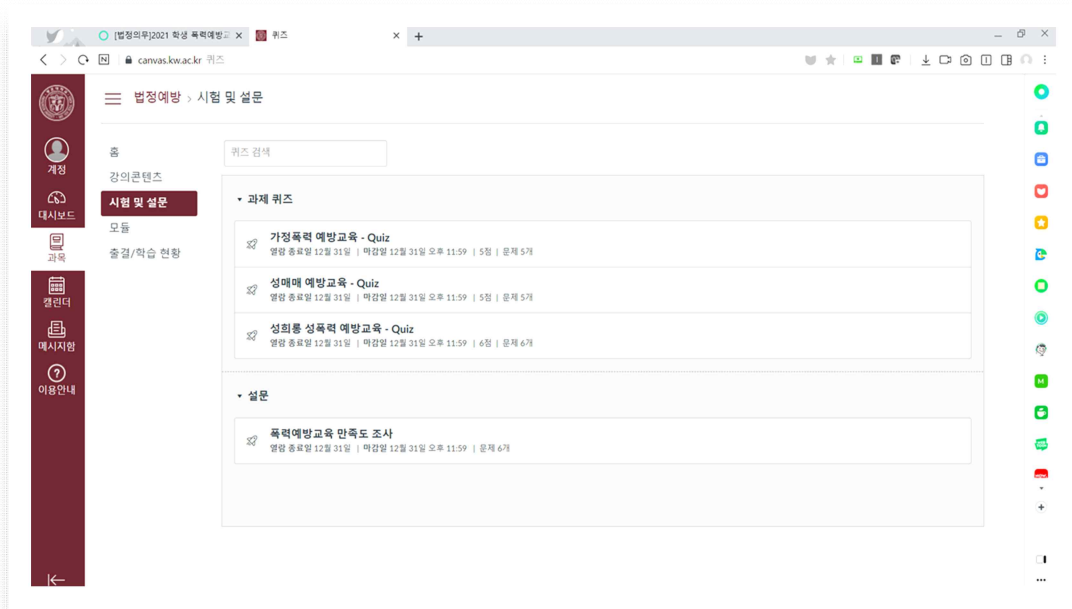 [법정의무]2021 학생 폭력예방교
퀴즈
canvas.kw.ac.kr 퀴즈
법정예방 › 시험 및 설문
계정
대시보드
과목
캘린더
메시지함
이용안내
홈
강의콘텐츠
시험 및 설문
모듈
출결/학습 현황
퀴즈 검색
과제 퀴즈
가정폭력 예방교육 - Quiz
열람 종료일 12월 31일 | 마감일 12월 31일 오후 11:59 | 5점 | 문제 5개
성매매 예방교육 - Quiz
열람 종료일 12월 31일 | 마감일 12월 31일 오후 11:59 | 5점 | 문제 5개
성희롱 성폭력 예방교육 - Quiz
열람 종료일 12월 31일 | 마감일 12월 31일 오후 11:59 | 6점 | 문제 6개
설문
폭력예방교육 만족도 조사
열람 종료일 12월 31일 | 마감일 12월 31일 오후 11:59 | 문제 6개